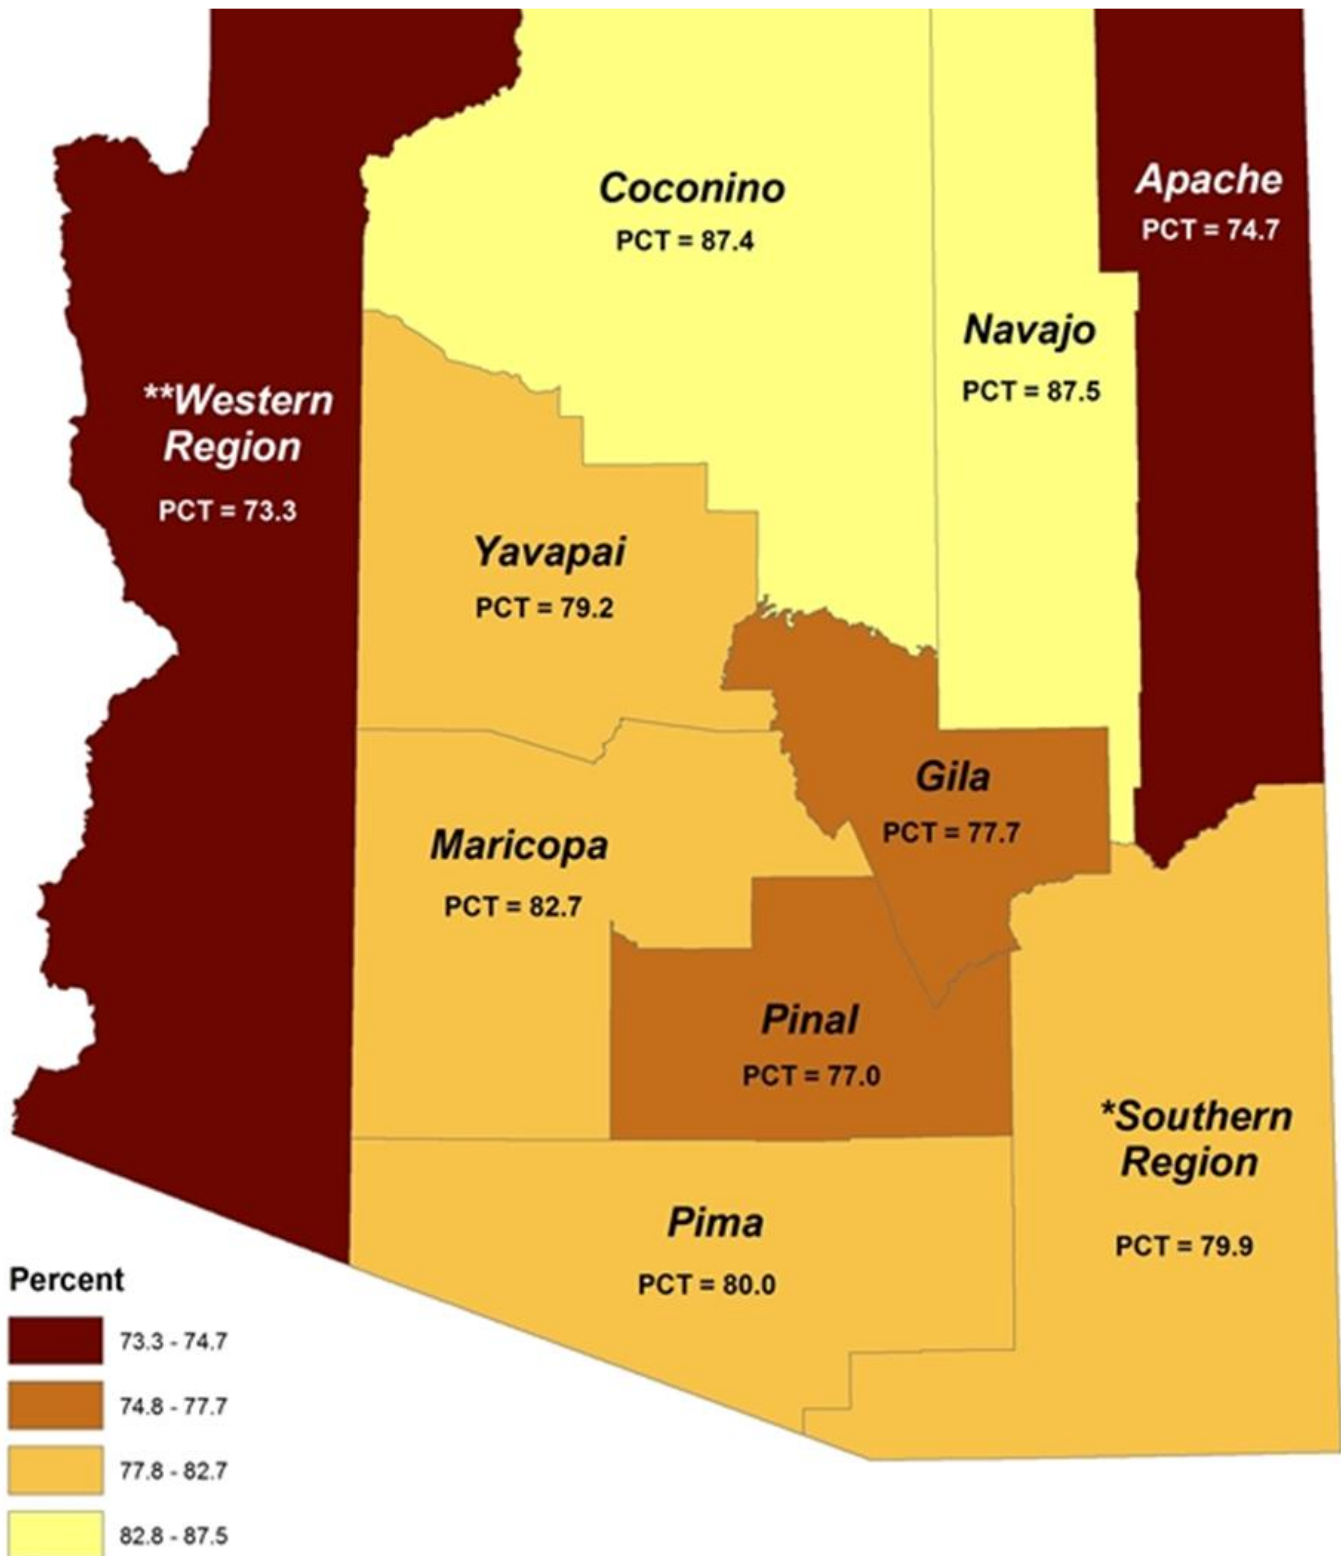 Coconino
PCT = 87.4
Apache
PCT = 74.7
Navajo
PCT = 87.5
**Western
Region
PCT = 73.3
Yavapai
PCT = 79.2
Gila
PCT = 77.7
Maricopa
PCT = 82.7
Pinal
PCT = 77.0
*Southern
Region
PCT = 79.9
Pima
PCT = 80.0
Percent
73.3 - 74.7
74.8 - 77.7
77.8 - 82.7
82.8 - 87.5